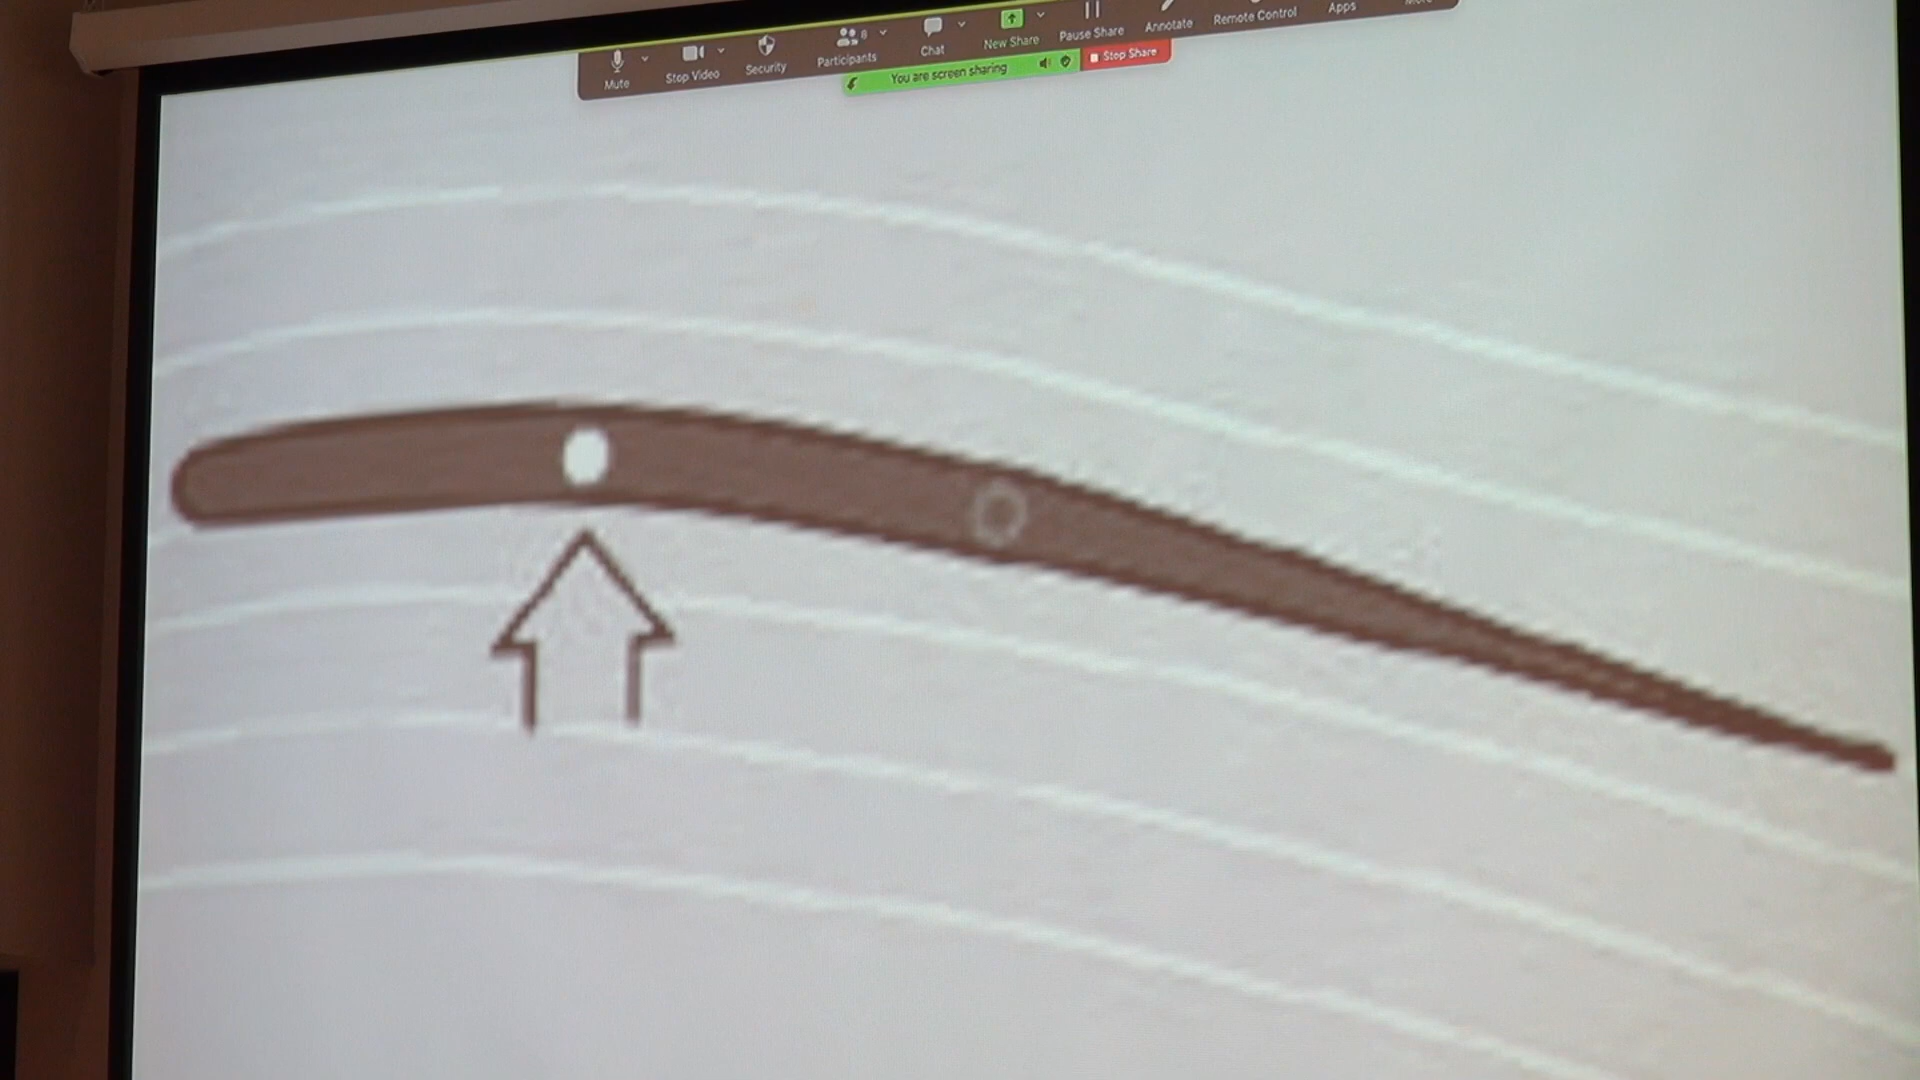 Mute
Stop Video
Security
Participants 8
Chat
New Share
Pause Share
Annotate
Remote Control
Apps
You are screen sharing
Stop Share